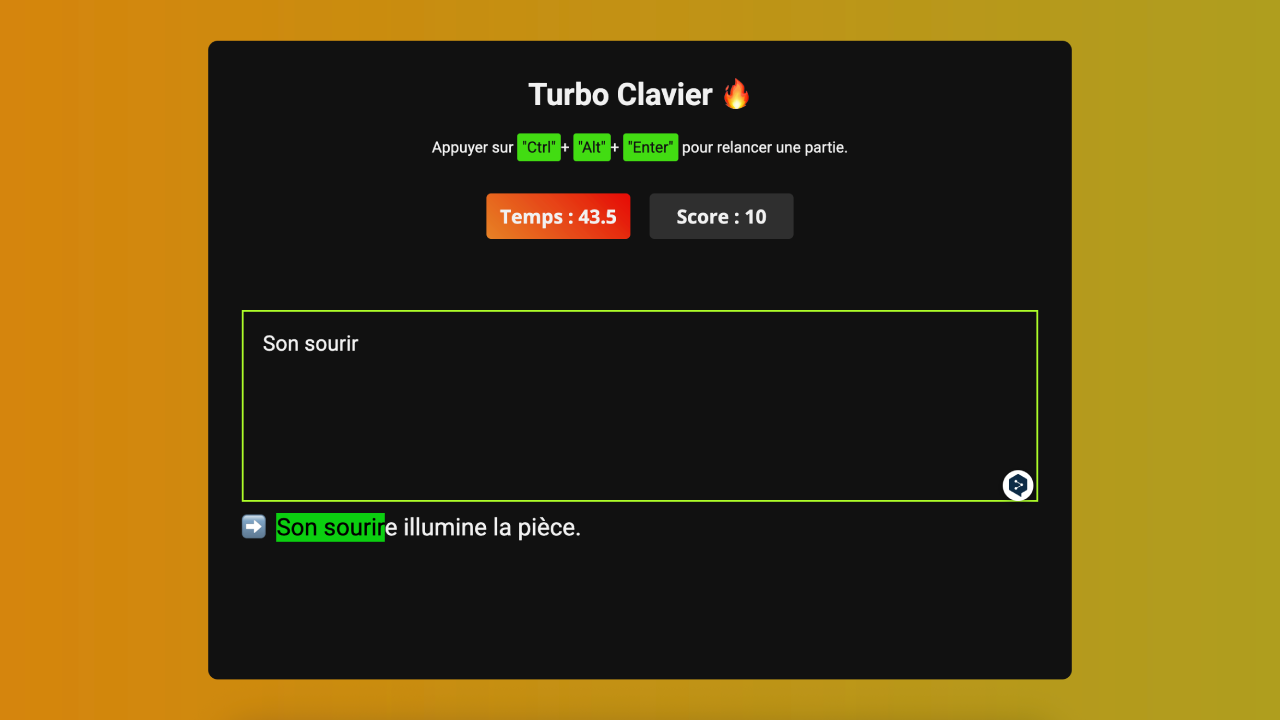 Turbo Clavier 🔥
Appuyer sur "Ctrl" + "Alt" + "Enter" pour relancer une partie.
Temps : 43.5 Score : 10
Son sourir
➡️ Son sourire illumine la pièce.